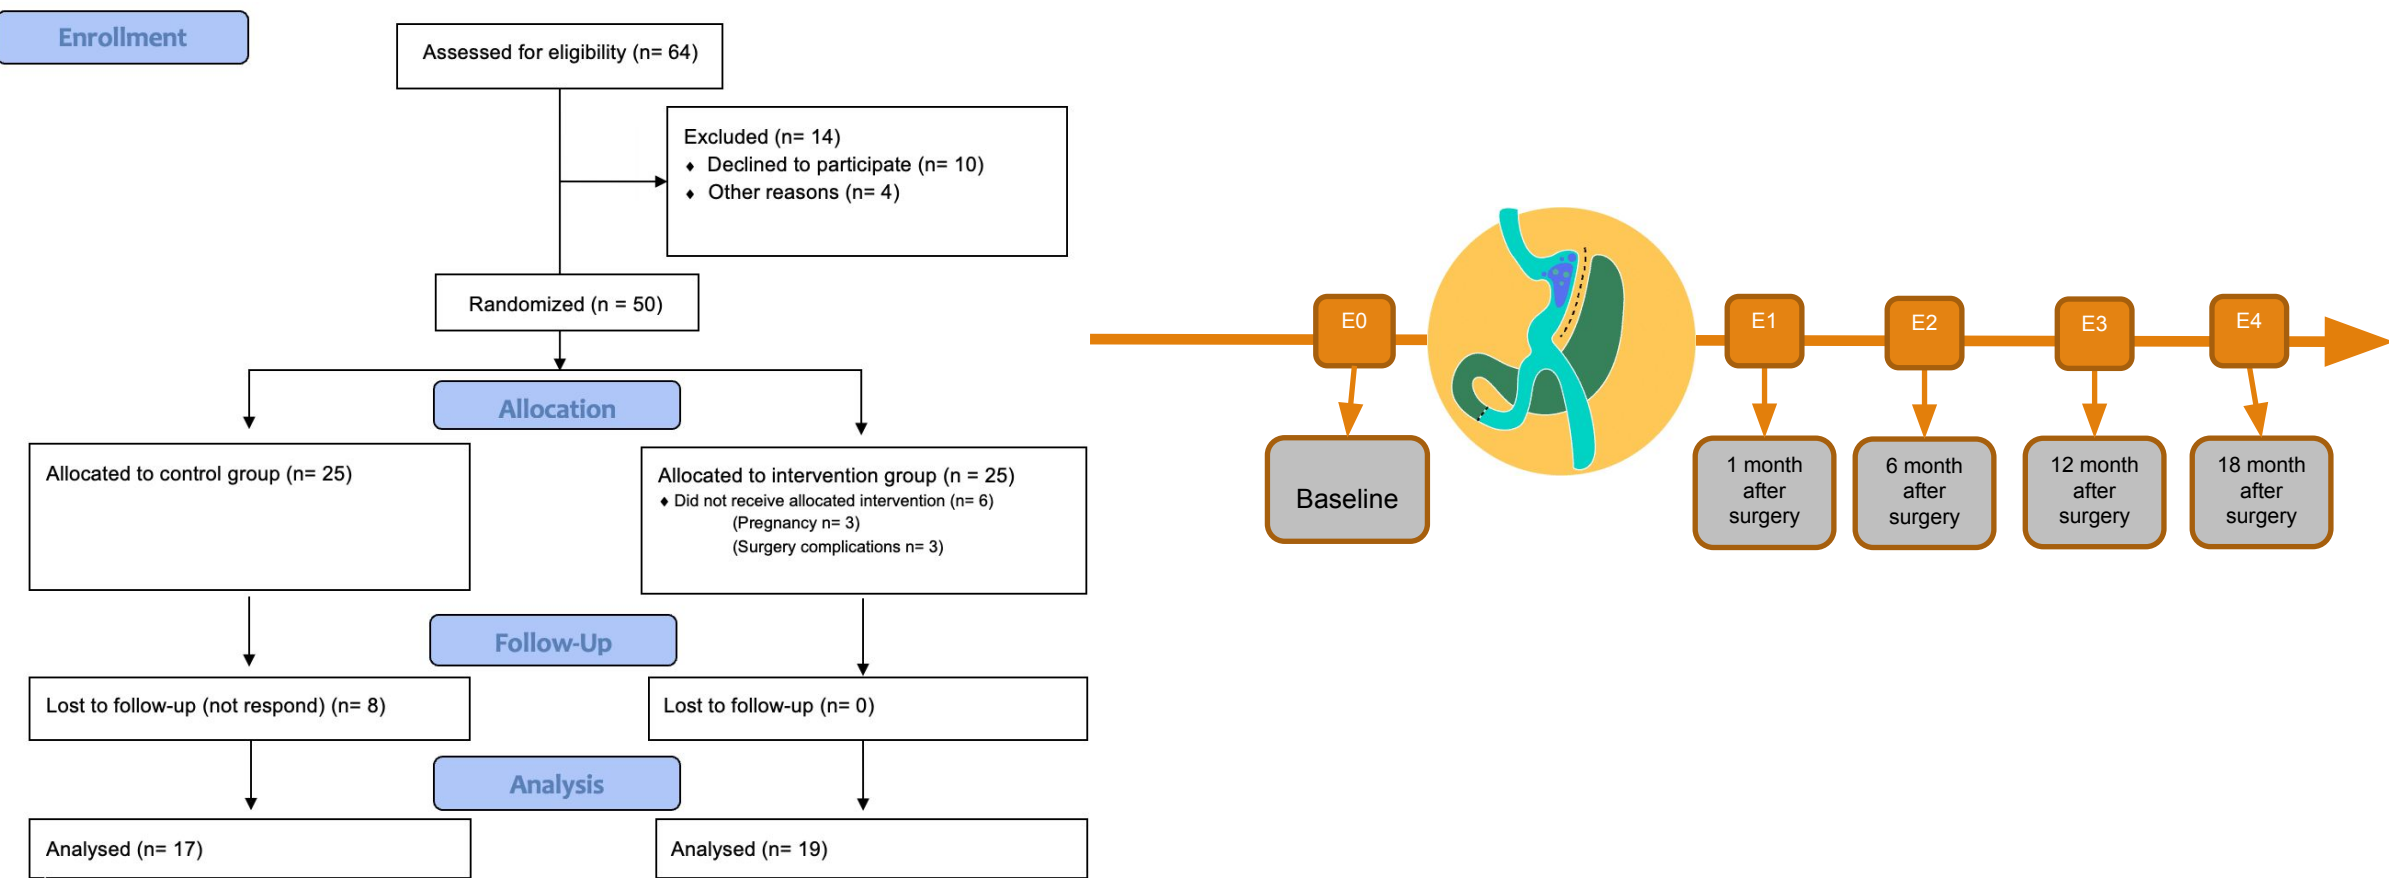 Enrollment
Assessed for eligibility (n= 64)
Excluded (n= 14)
♦ Declined to participate (n= 10)
♦ Other reasons (n= 4)
Randomized (n = 50)
Allocation
Allocated to control group (n= 25)
Allocated to intervention group (n = 25)
♦ Did not receive allocated intervention (n= 6)
(Pregnancy n= 3)
(Surgery complications n= 3)
Follow-Up
Lost to follow-up (not respond) (n= 8)
Lost to follow-up (n= 0)
Analysis
Analysed (n= 17)
Analysed (n= 19)
E0
E1
E2
E3
E4
Baseline
1 month
after
surgery
6 month
after
surgery
12 month
after
surgery
18 month
after
surgery